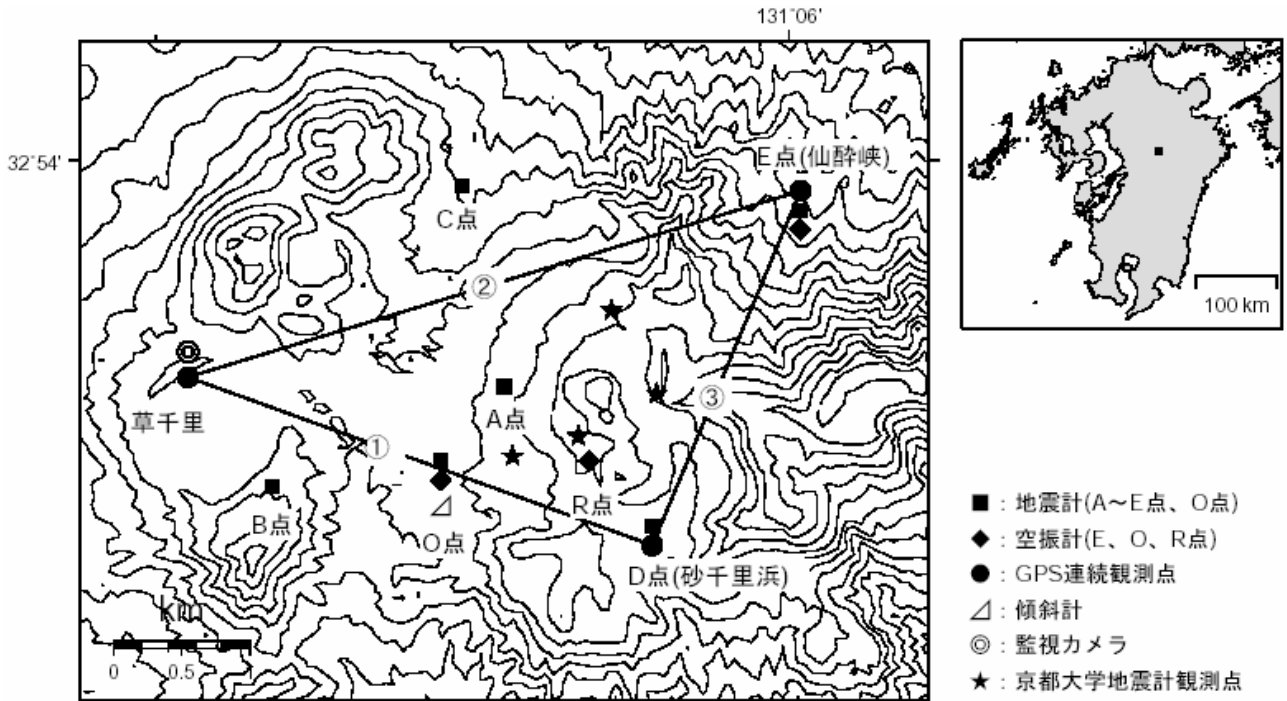 131°06'
32°54'
E点(仙酔峡)
C点
②
草千里
A点
③
①
B点
O点
R点
D点(砂千里浜)
km
0 0.5
100 km
■：地震計(A～E点、O点)
◆：空振計(E、O、R点)
●：GPS連続観測点
⊿：傾斜計
◎：監視カメラ
★：京都大学地震計観測点